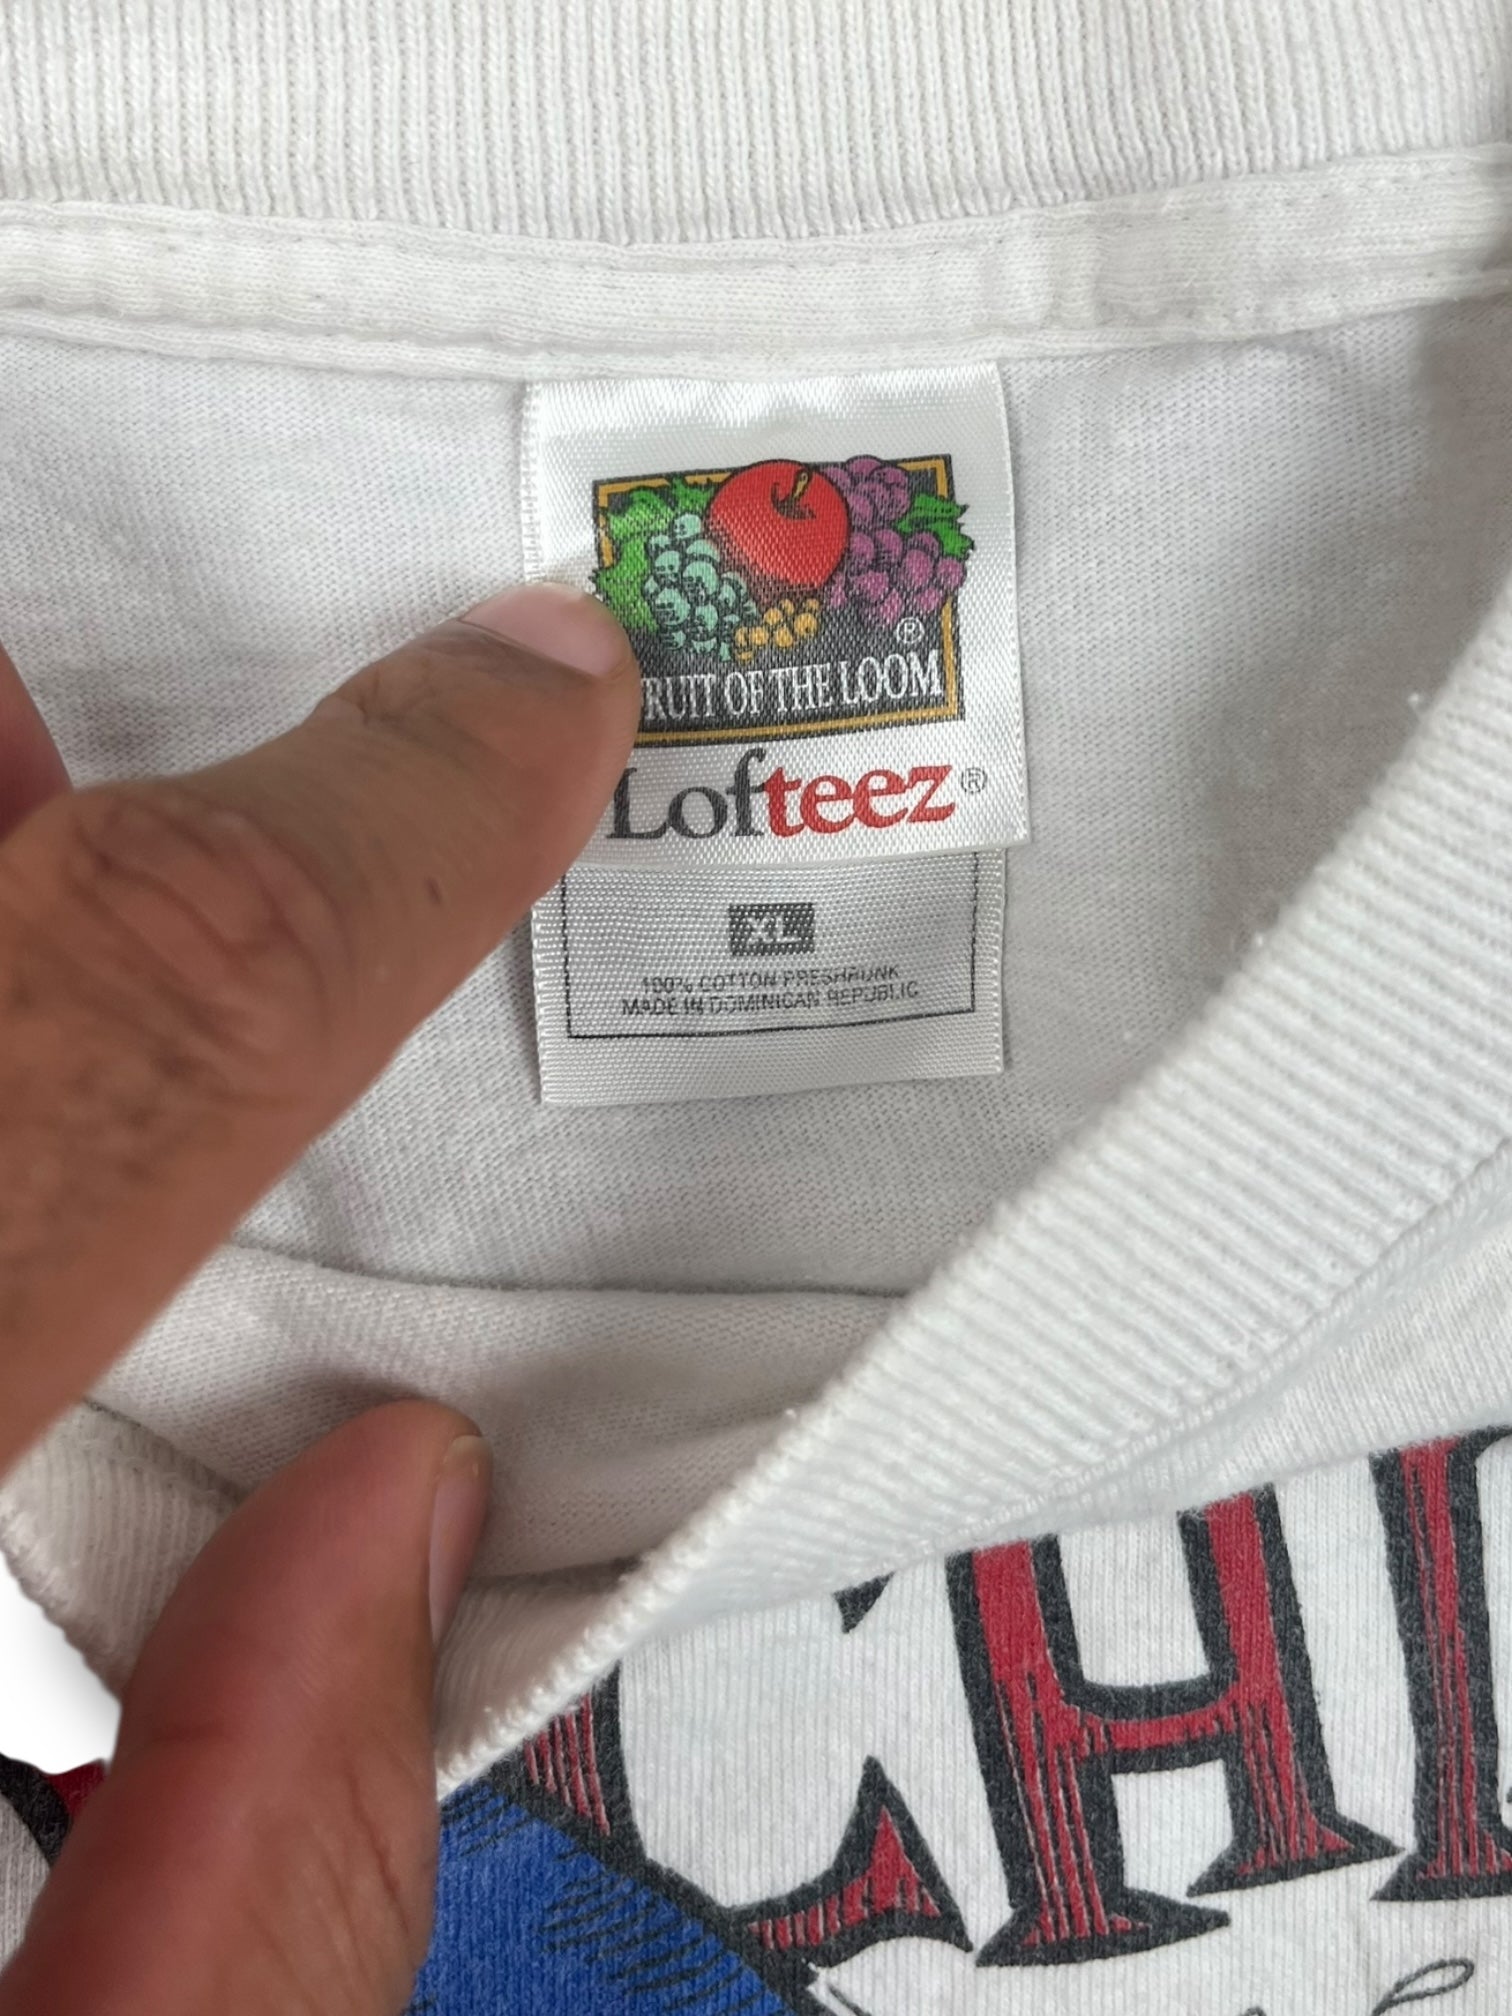 ®
FRUIT OF THE LOOM
Lofteez®
XL
100% COTTON PRESHRUNK
MADE IN DOMINICAN REPUBLIC
CHI